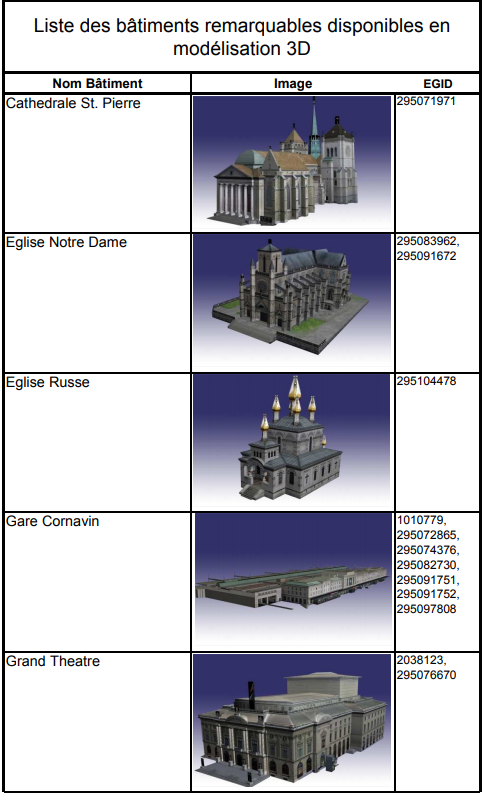 Liste des bâtiments remarquables disponibles en
modélisation 3D
Nom Bâtiment Image EGID
Cathedrale St. Pierre 295071971
Eglise Notre Dame 295083962,
295091672
Eglise Russe 295104478
Gare Cornavin 1010779,
295072865,
295074376,
295082730,
295091751,
295091752,
295097808
Grand Theatre 2038123,
295076670